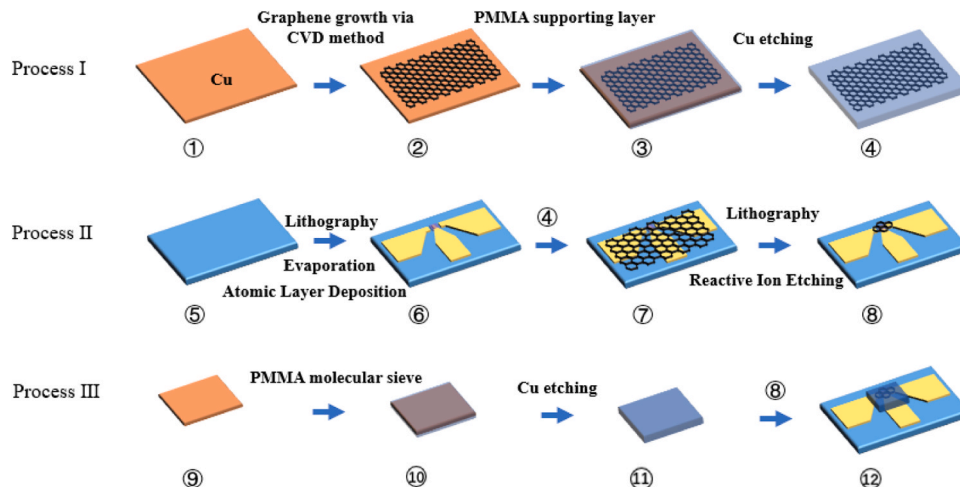 Graphene growth via
CVD method
PMMA supporting layer
Cu etching
Process I
Cu
① ② ③ ④
Process II
Lithography
Evaporation
Atomic Layer Deposition
④
Lithography
Reactive Ion Etching
⑤ ⑥ ⑦ ⑧
Process III
PMMA molecular sieve
Cu etching
⑧
⑨ ⑩ ⑪ ⑫